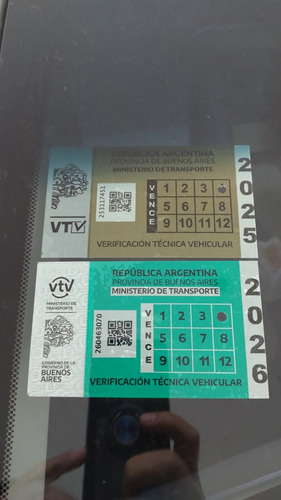 REPÚBLICA ARGENTINA
PROVINCIA DE BUENOS AIRES
MINISTERIO DE TRANSPORTE
253117451
VENCE
1 2 3
5 6 7 8
9 10 11 12
2025
VTV
VERIFICACIÓN TÉCNICA VEHICULAR
vtv
MINISTERIO DE
TRANSPORTE
REPÚBLICA ARGENTINA
PROVINCIA DE BUENOS AIRES
MINISTERIO DE TRANSPORTE
260463070
VENCE
1 2 3
5 6 7 8
9 10 11 12
2026
GOBIERNO DE LA
PROVINCIA DE
BUENOS
AIRES
VERIFICACIÓN TÉCNICA VEHICULAR